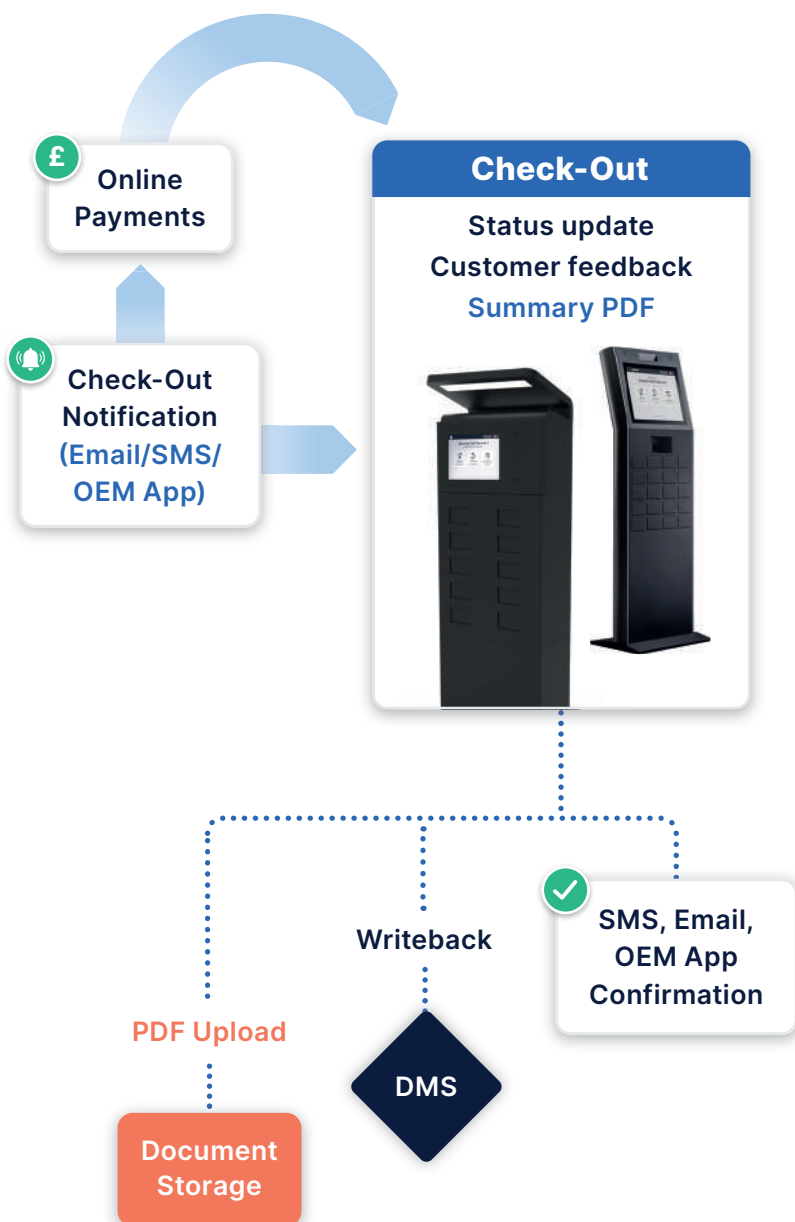 £
Online
Payments
Check-Out
Notification
(Email/SMS/
OEM App)
Check-Out
Status update
Customer feedback
Summary PDF
PDF Upload
Document
Storage
Writeback
DMS
SMS, Email,
OEM App
Confirmation